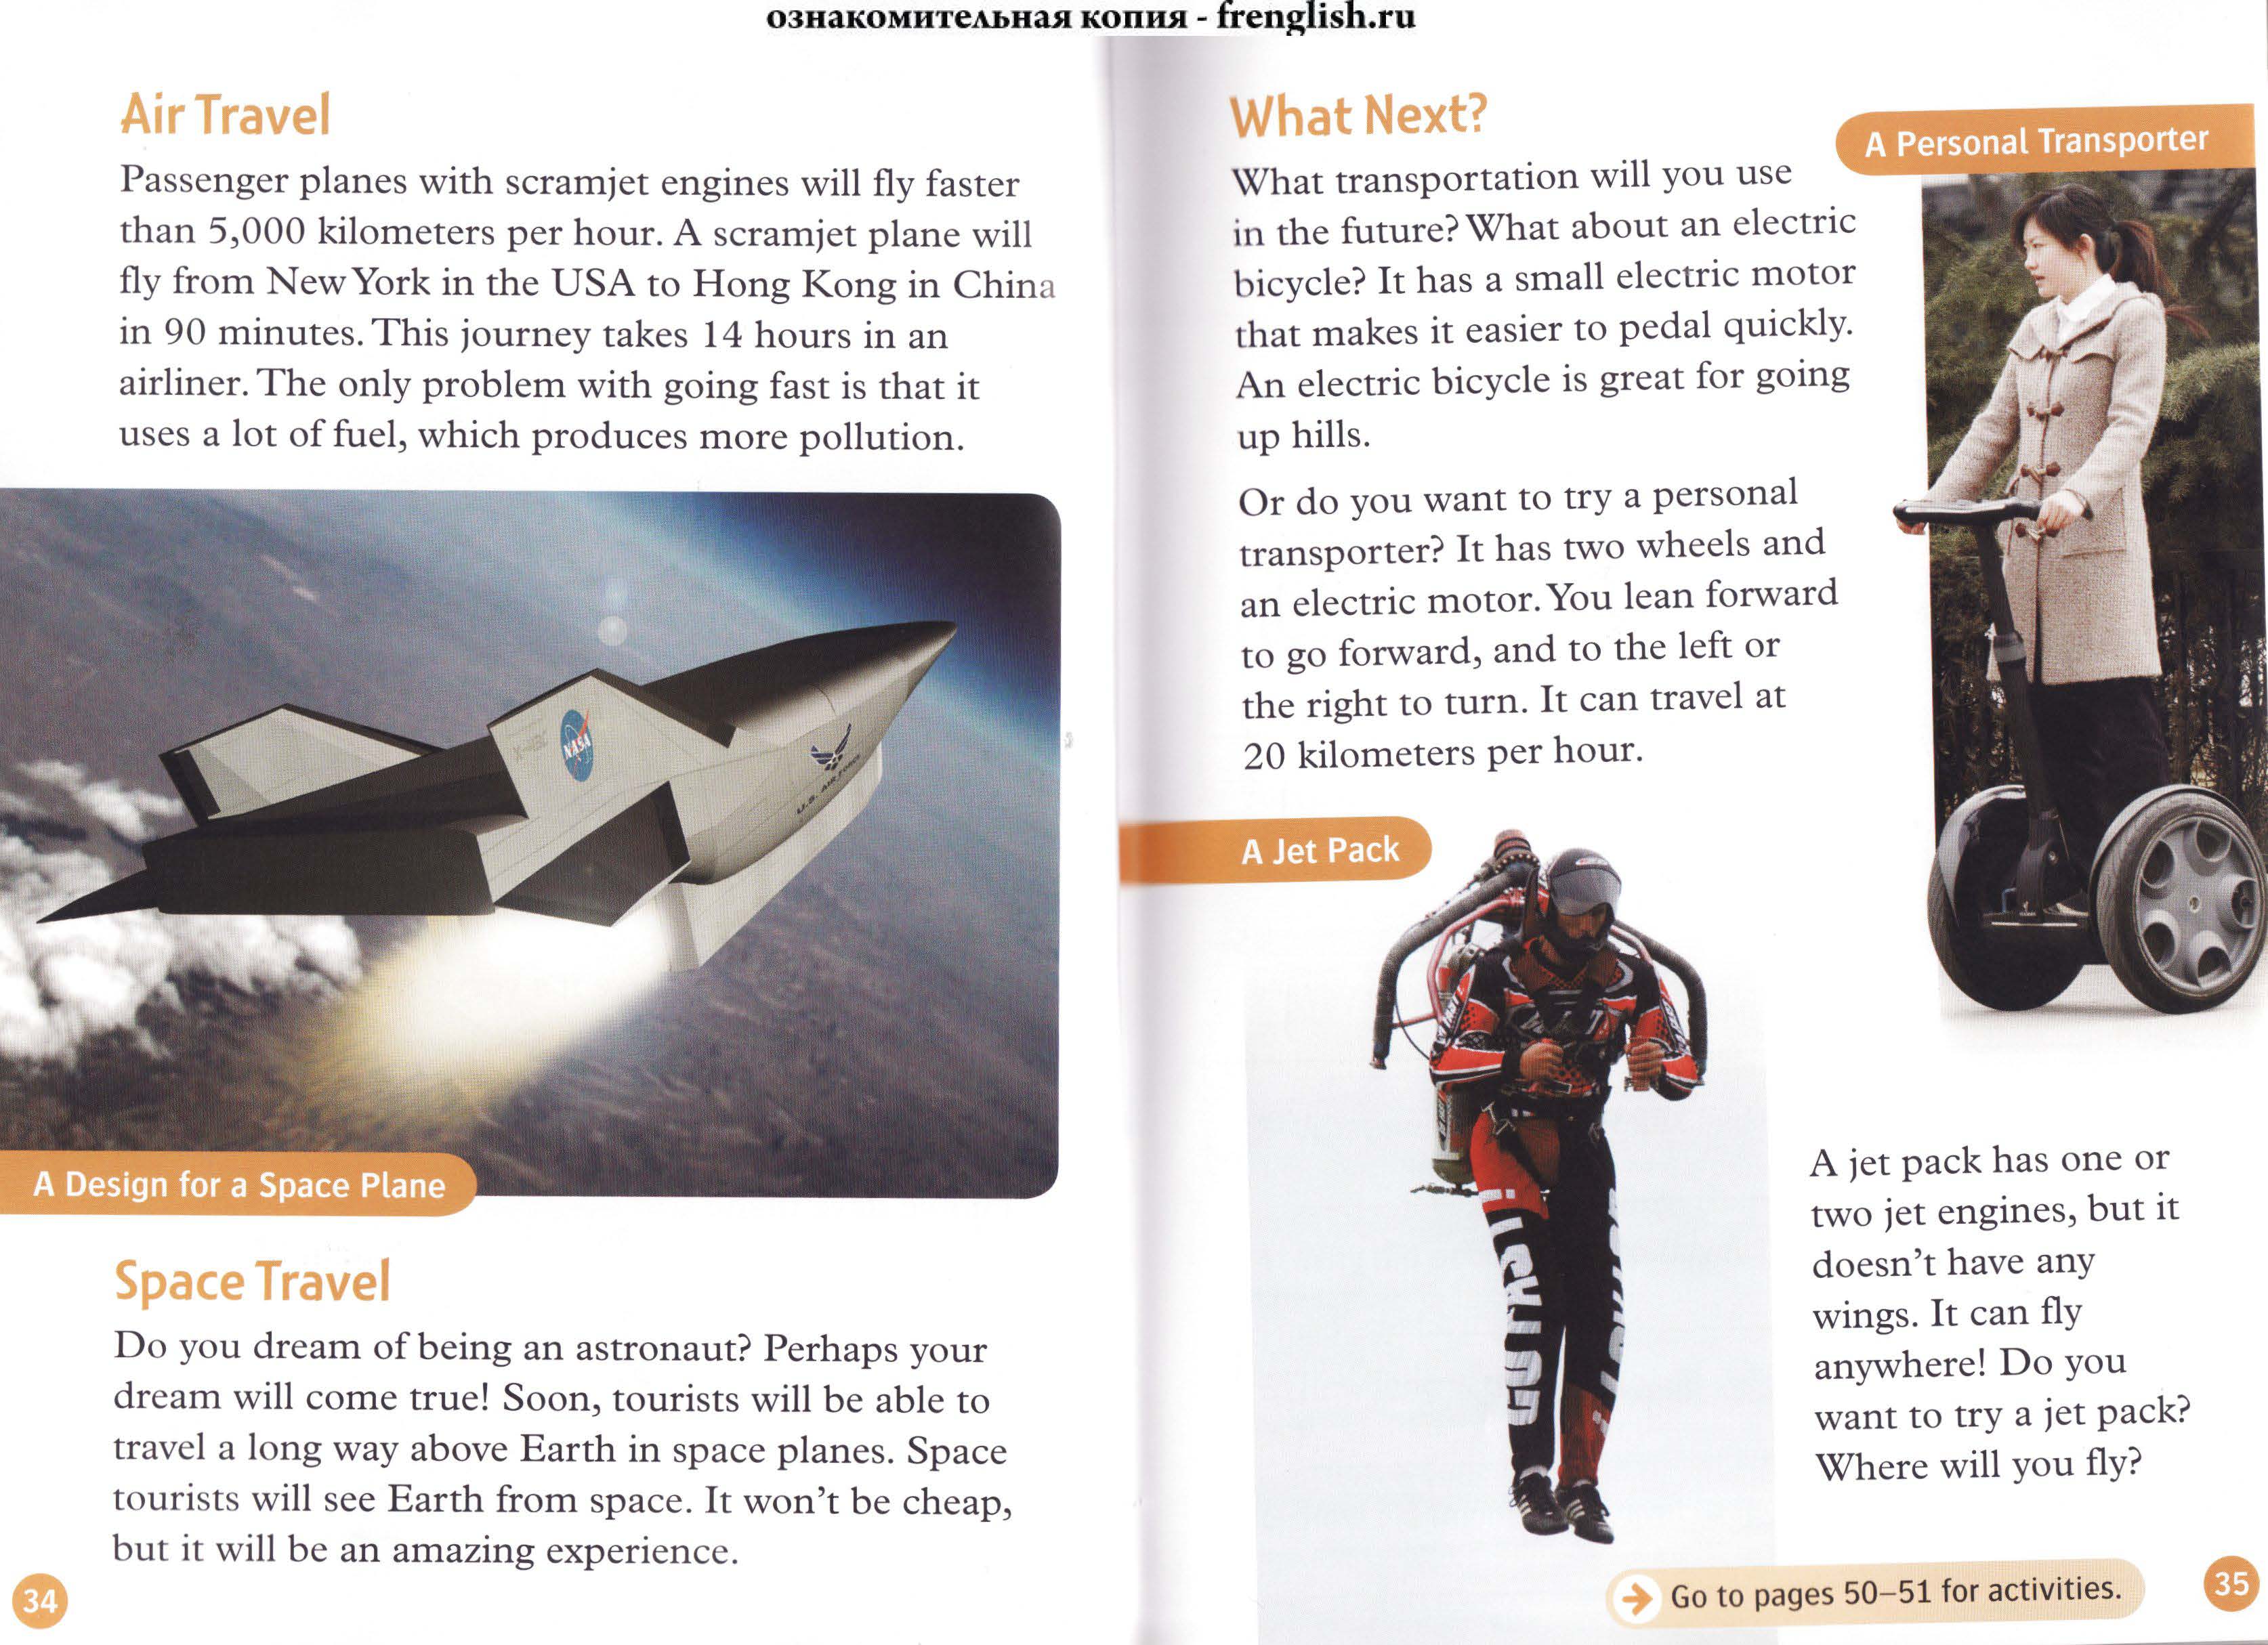 ознакомительная копия - frenglish.ru
Air Travel
Passenger planes with scramjet engines will fly faster
than 5,000 kilometers per hour. A scramjet plane will
fly from New York in the USA to Hong Kong in China
in 90 minutes. This journey takes 14 hours in an
airliner. The only problem with going fast is that it
uses a lot of fuel, which produces more pollution.
NASA
U.S. AIR FORCE
A Design for a Space Plane
Space Travel
Do you dream of being an astronaut? Perhaps your
dream will come true! Soon, tourists will be able to
travel a long way above Earth in space planes. Space
tourists will see Earth from space. It won't be cheap,
but it will be an amazing experience.
34
What Next?
What transportation will you use
in the future? What about an electric
bicycle? It has a small electric motor
that makes it easier to pedal quickly.
An electric bicycle is great for going
up hills.
A Personal Transporter
Or do you want to try a personal
transporter? It has two wheels and
an electric motor. You lean forward
to go forward, and to the left or
the right to turn. It can travel at
20 kilometers per hour.
A Jet Pack
A jet pack has one or
two jet engines, but it
doesn't have any
wings. It can fly
anywhere! Do you
want to try a jet pack?
Where will you fly?
Go to pages 50–51 for activities.
35